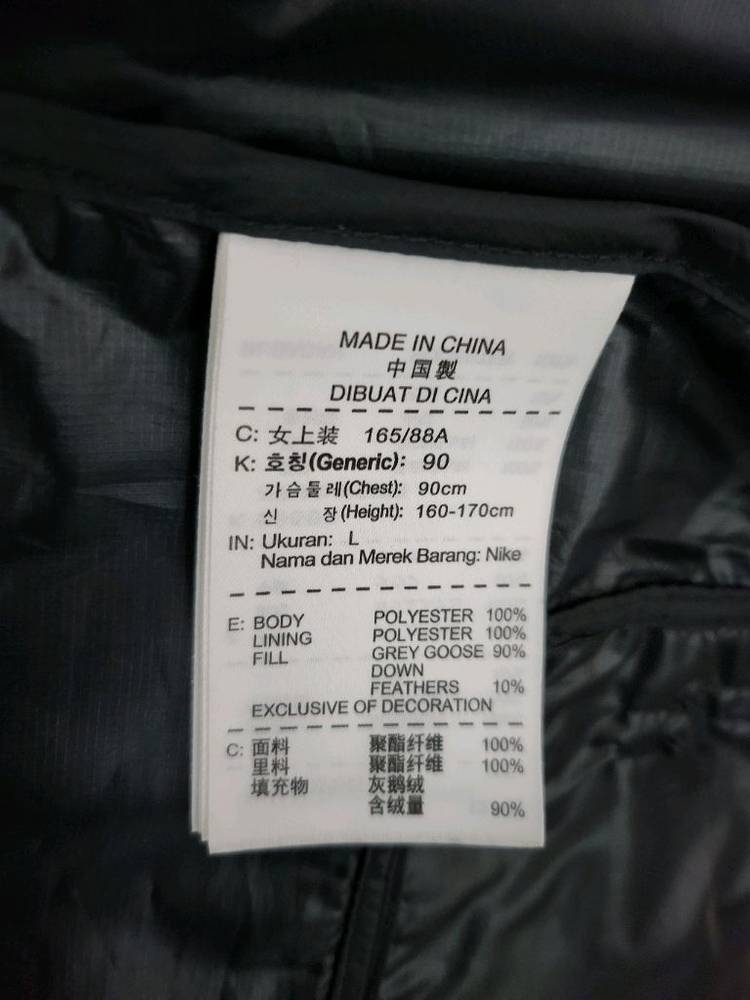 MADE IN CHINA
中国製
DIBUAT DI CINA
C: 女上装 165/88A
K: 호칭(Generic): 90
가슴둘레(Chest): 90cm
신 장(Height): 160-170cm
IN: Ukuran: L
Nama dan Merek Barang: Nike
E: BODY POLYESTER 100%
LINING POLYESTER 100%
FILL GREY GOOSE 90%
DOWN
FEATHERS 10%
EXCLUSIVE OF DECORATION
C: 面料 聚酯纤维 100%
里料 聚酯纤维 100%
填充物 灰鹅绒
含绒量 90%